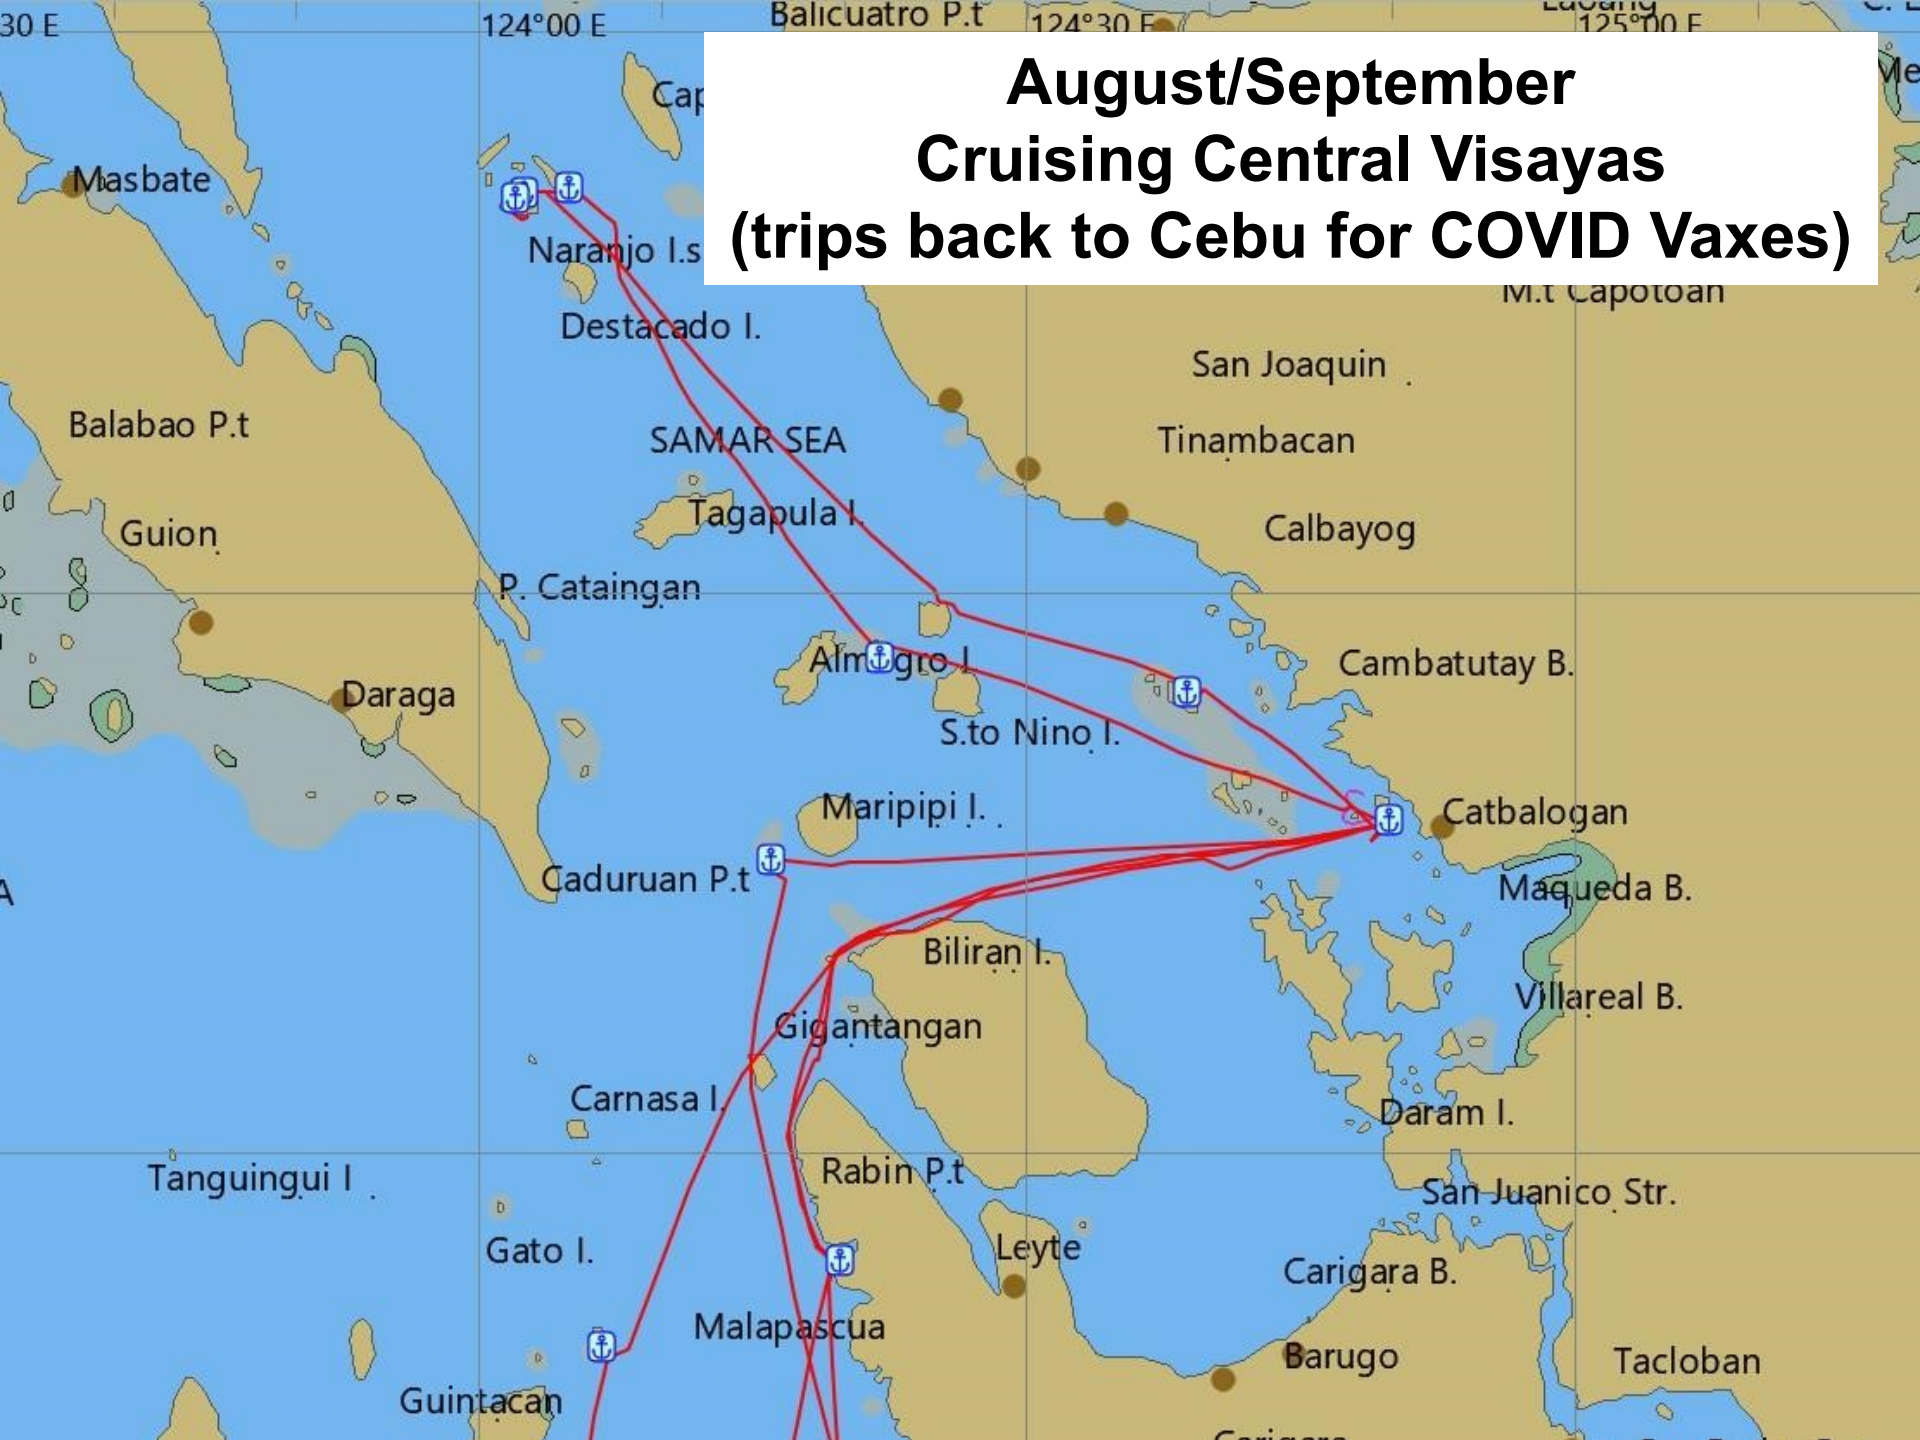 30 E
124°00 E
Balicuatro P.t
124°30 E
125°00 E
August/September
Cruising Central Visayas
(trips back to Cebu for COVID Vaxes)
Masbate
Naranjo I.s
M.t Capotoan
Destacado I.
San Joaquin
Balabao P.t
SAMAR SEA
Tinambacan
Tagapula I.
Guion
Calbayog
P. Cataingan
Almagro I.
Cambatutay B.
Daraga
S.to Nino I.
Maripipi I.
Catbalogan
Caduruan P.t
Maqueda B.
A
Biliran I.
Villareal B.
Gigantangan
Carnasa I.
Daram I.
Rabin P.t
Tanguingui I
San Juanico Str.
Gato I.
Leyte
Carigara B.
Malapascua
Barugo
Tacloban
Guintacan